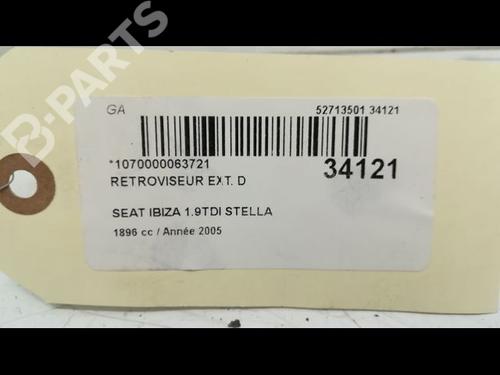 B-PARTS
GA 52713501 34121
*1070000063721 34121
RETROVISEUR EXT. D
SEAT IBIZA 1.9TDI STELLA
1896 cc / Année 2005